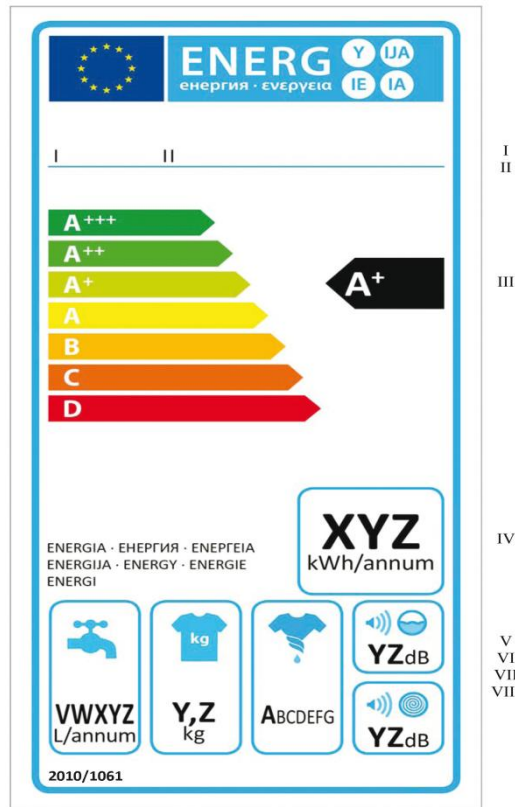 ENERG Y IJA
енергия · ενεργεια IE IA
I II
I
II
A+++
A++
A+
A
B
C
D
A+
III
XYZ
kWh/annum
IV
ENERGIA · ЕНЕРГИЯ · ΕΝΕΡΓΕΙΑ
ENERGIJA · ENERGY · ENERGIE
ENERGI
kg
VWXYZ
L/annum
Y,Z
kg
ABCDEFG
YZdB
YZdB
V
VI
VII
VII
2010/1061